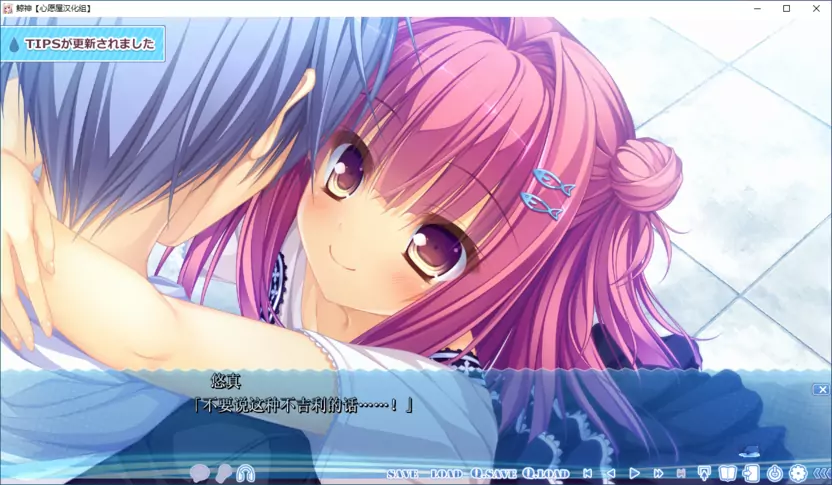 鲸神【心愿屋汉化组】
TIPSが更新されました
悠真
「不要说这种不吉利的话……！」
SAVE LOAD Q.SAVE Q.LOAD